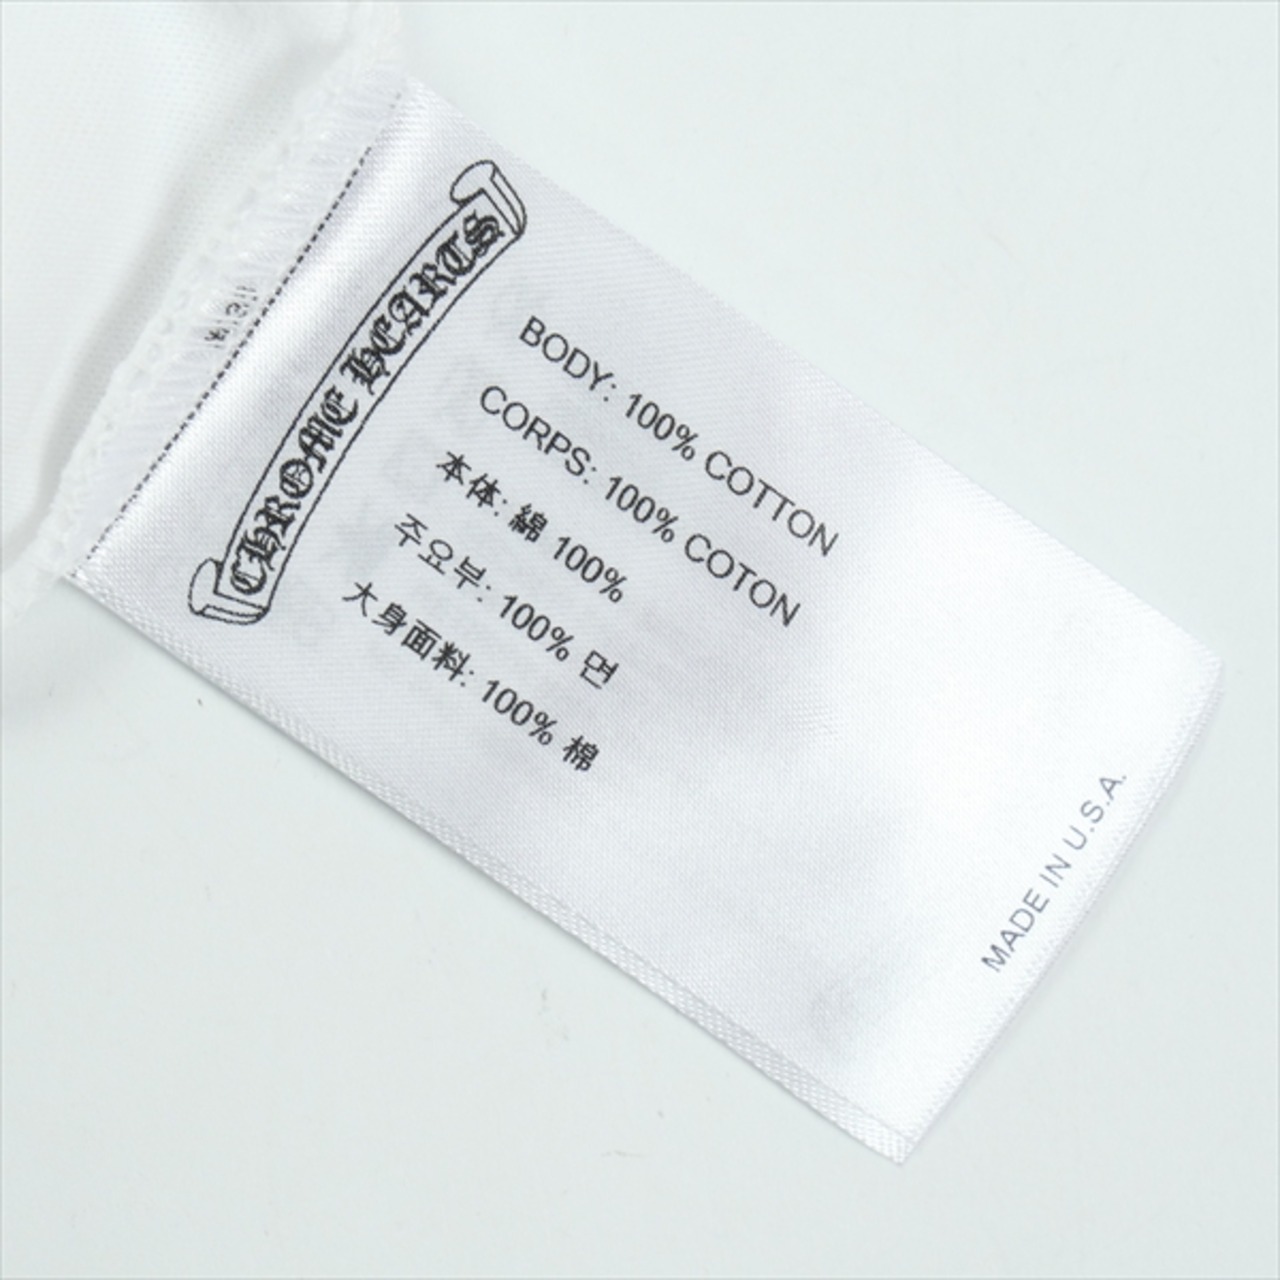 CHROME HEARTS
BODY: 100% COTTON
CORPS: 100% COTON
本体: 綿 100%
주요부: 100% 면
大身面料: 100% 棉
MADE IN U.S.A.